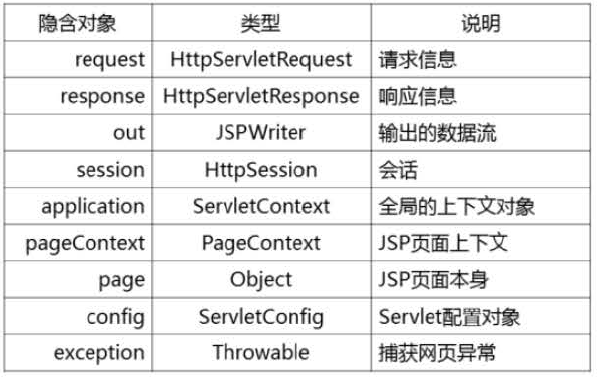 隐含对象 类型 说明
request HttpServletRequest 请求信息
response HttpServletResponse 响应信息
out JSPWriter 输出的数据流
session HttpSession 会话
application ServletContext 全局的上下文对象
pageContext PageContext JSP页面上下文
page Object JSP页面本身
config ServletConfig Servlet配置对象
exception Throwable 捕获网页异常